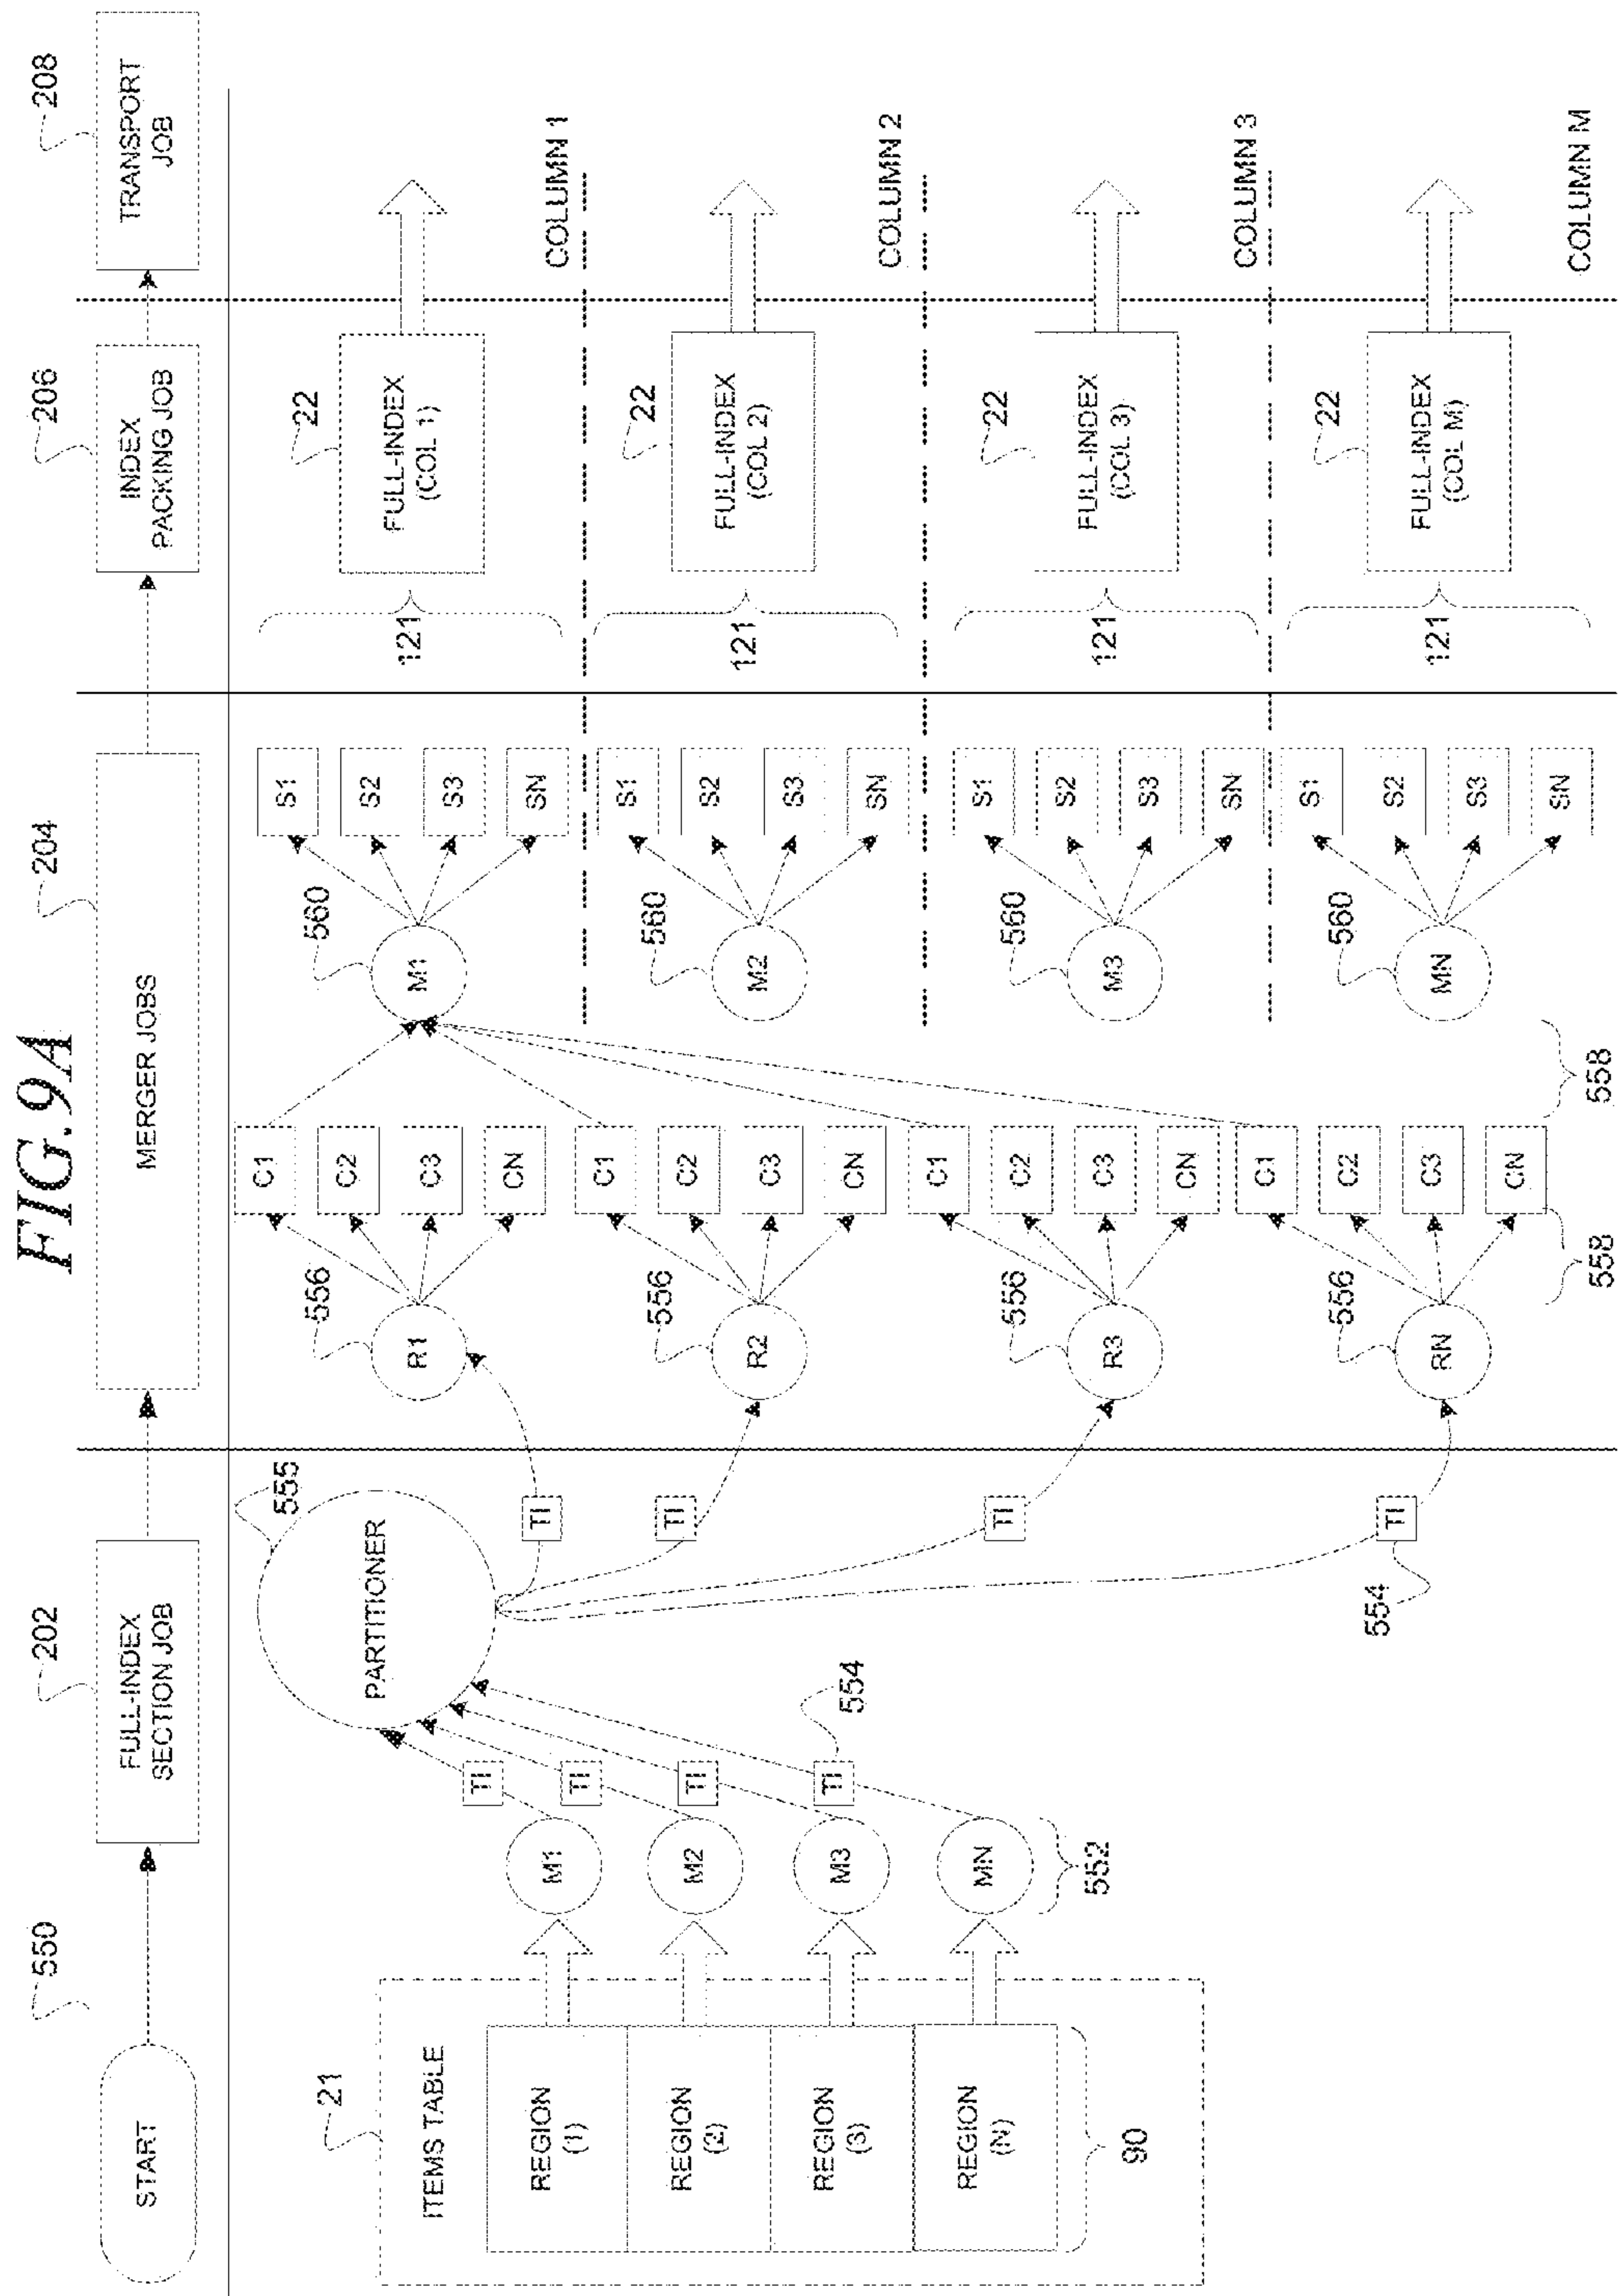 FIG. 9A
550
202
204
206
208
START
FULL-INDEX
SECTION JOB
MERGER JOBS
INDEX
PACKING JOB
TRANSPORT
JOB
21
ITEMS TABLE
REGION
(1)
REGION
(2)
REGION
(3)
REGION
(N)
90
M1
M2
M3
MN
552
TI
TI
TI
TI
554
PARTITIONER
555
TI
TI
TI
TI
554
556
R1
C1
C2
C3
CN
556
R2
C1
C2
C3
CN
556
R3
C1
C2
C3
CN
556
RN
C1
C2
C3
CN
558
558
560
M1
S1
S2
S3
SN
560
M2
S1
S2
S3
SN
560
M3
S1
S2
S3
SN
560
MN
S1
S2
S3
SN
121
22
FULL-INDEX
(COL 1)
COLUMN 1
121
22
FULL-INDEX
(COL 2)
COLUMN 2
121
22
FULL-INDEX
(COL 3)
COLUMN 3
121
22
FULL-INDEX
(COL M)
COLUMN M